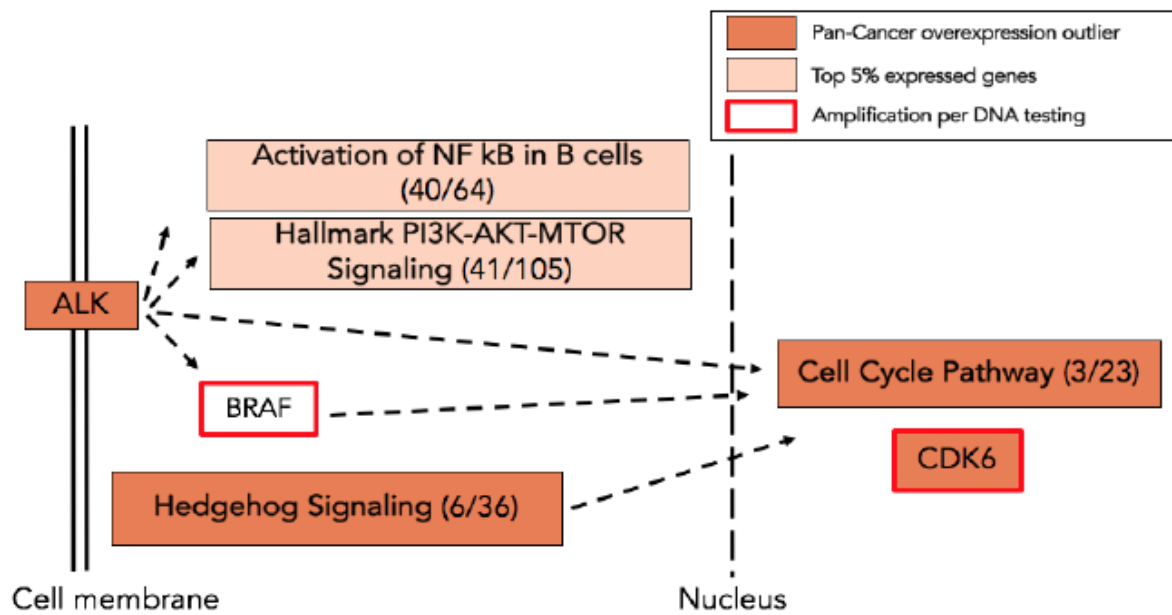 Pan-Cancer overexpression outlier
Top 5% expressed genes
Amplification per DNA testing
Activation of NF kB in B cells
(40/64)
Hallmark PI3K-AKT-MTOR
Signaling (41/105)
ALK
Cell Cycle Pathway (3/23)
BRAF
CDK6
Hedgehog Signaling (6/36)
Cell membrane
Nucleus